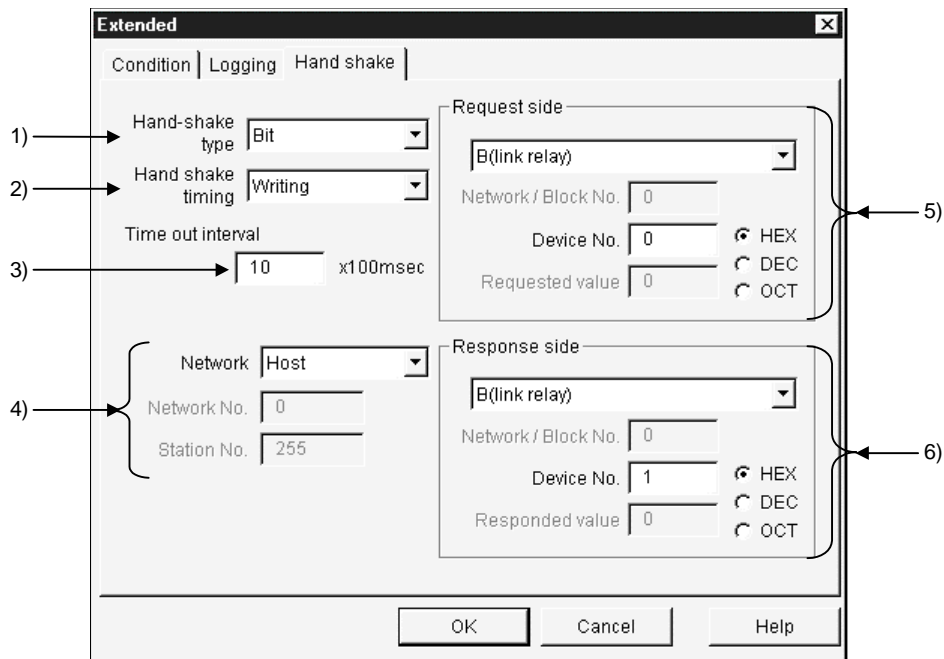 Extended
Condition Logging Hand shake
1)
Hand-shake
type
Bit
2)
Hand shake
timing
Writing
3)
Time out interval
10 x100msec
4)
Network Host
Network No. 0
Station No. 255
Request side
B(link relay)
Network / Block No. 0
Device No. 0
Requested value 0
HEX
DEC
OCT
5)
Response side
B(link relay)
Network / Block No. 0
Device No. 1
Responded value 0
HEX
DEC
OCT
6)
OK Cancel Help